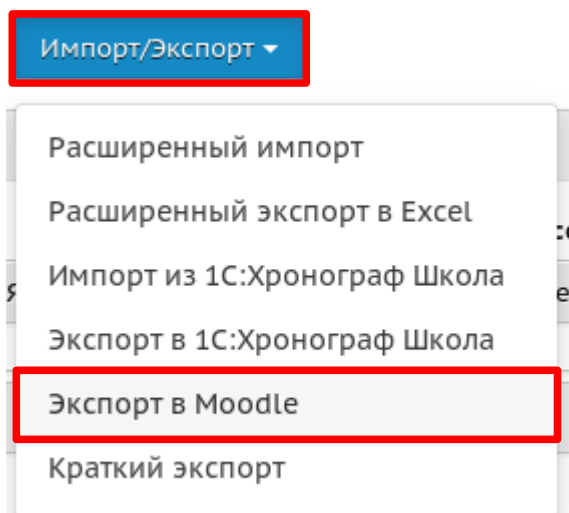 Импорт/Экспорт
Расширенный импорт
Расширенный экспорт в Excel
Импорт из 1С:Хронограф Школа
Экспорт в 1С:Хронограф Школа
Экспорт в Moodle
Краткий экспорт